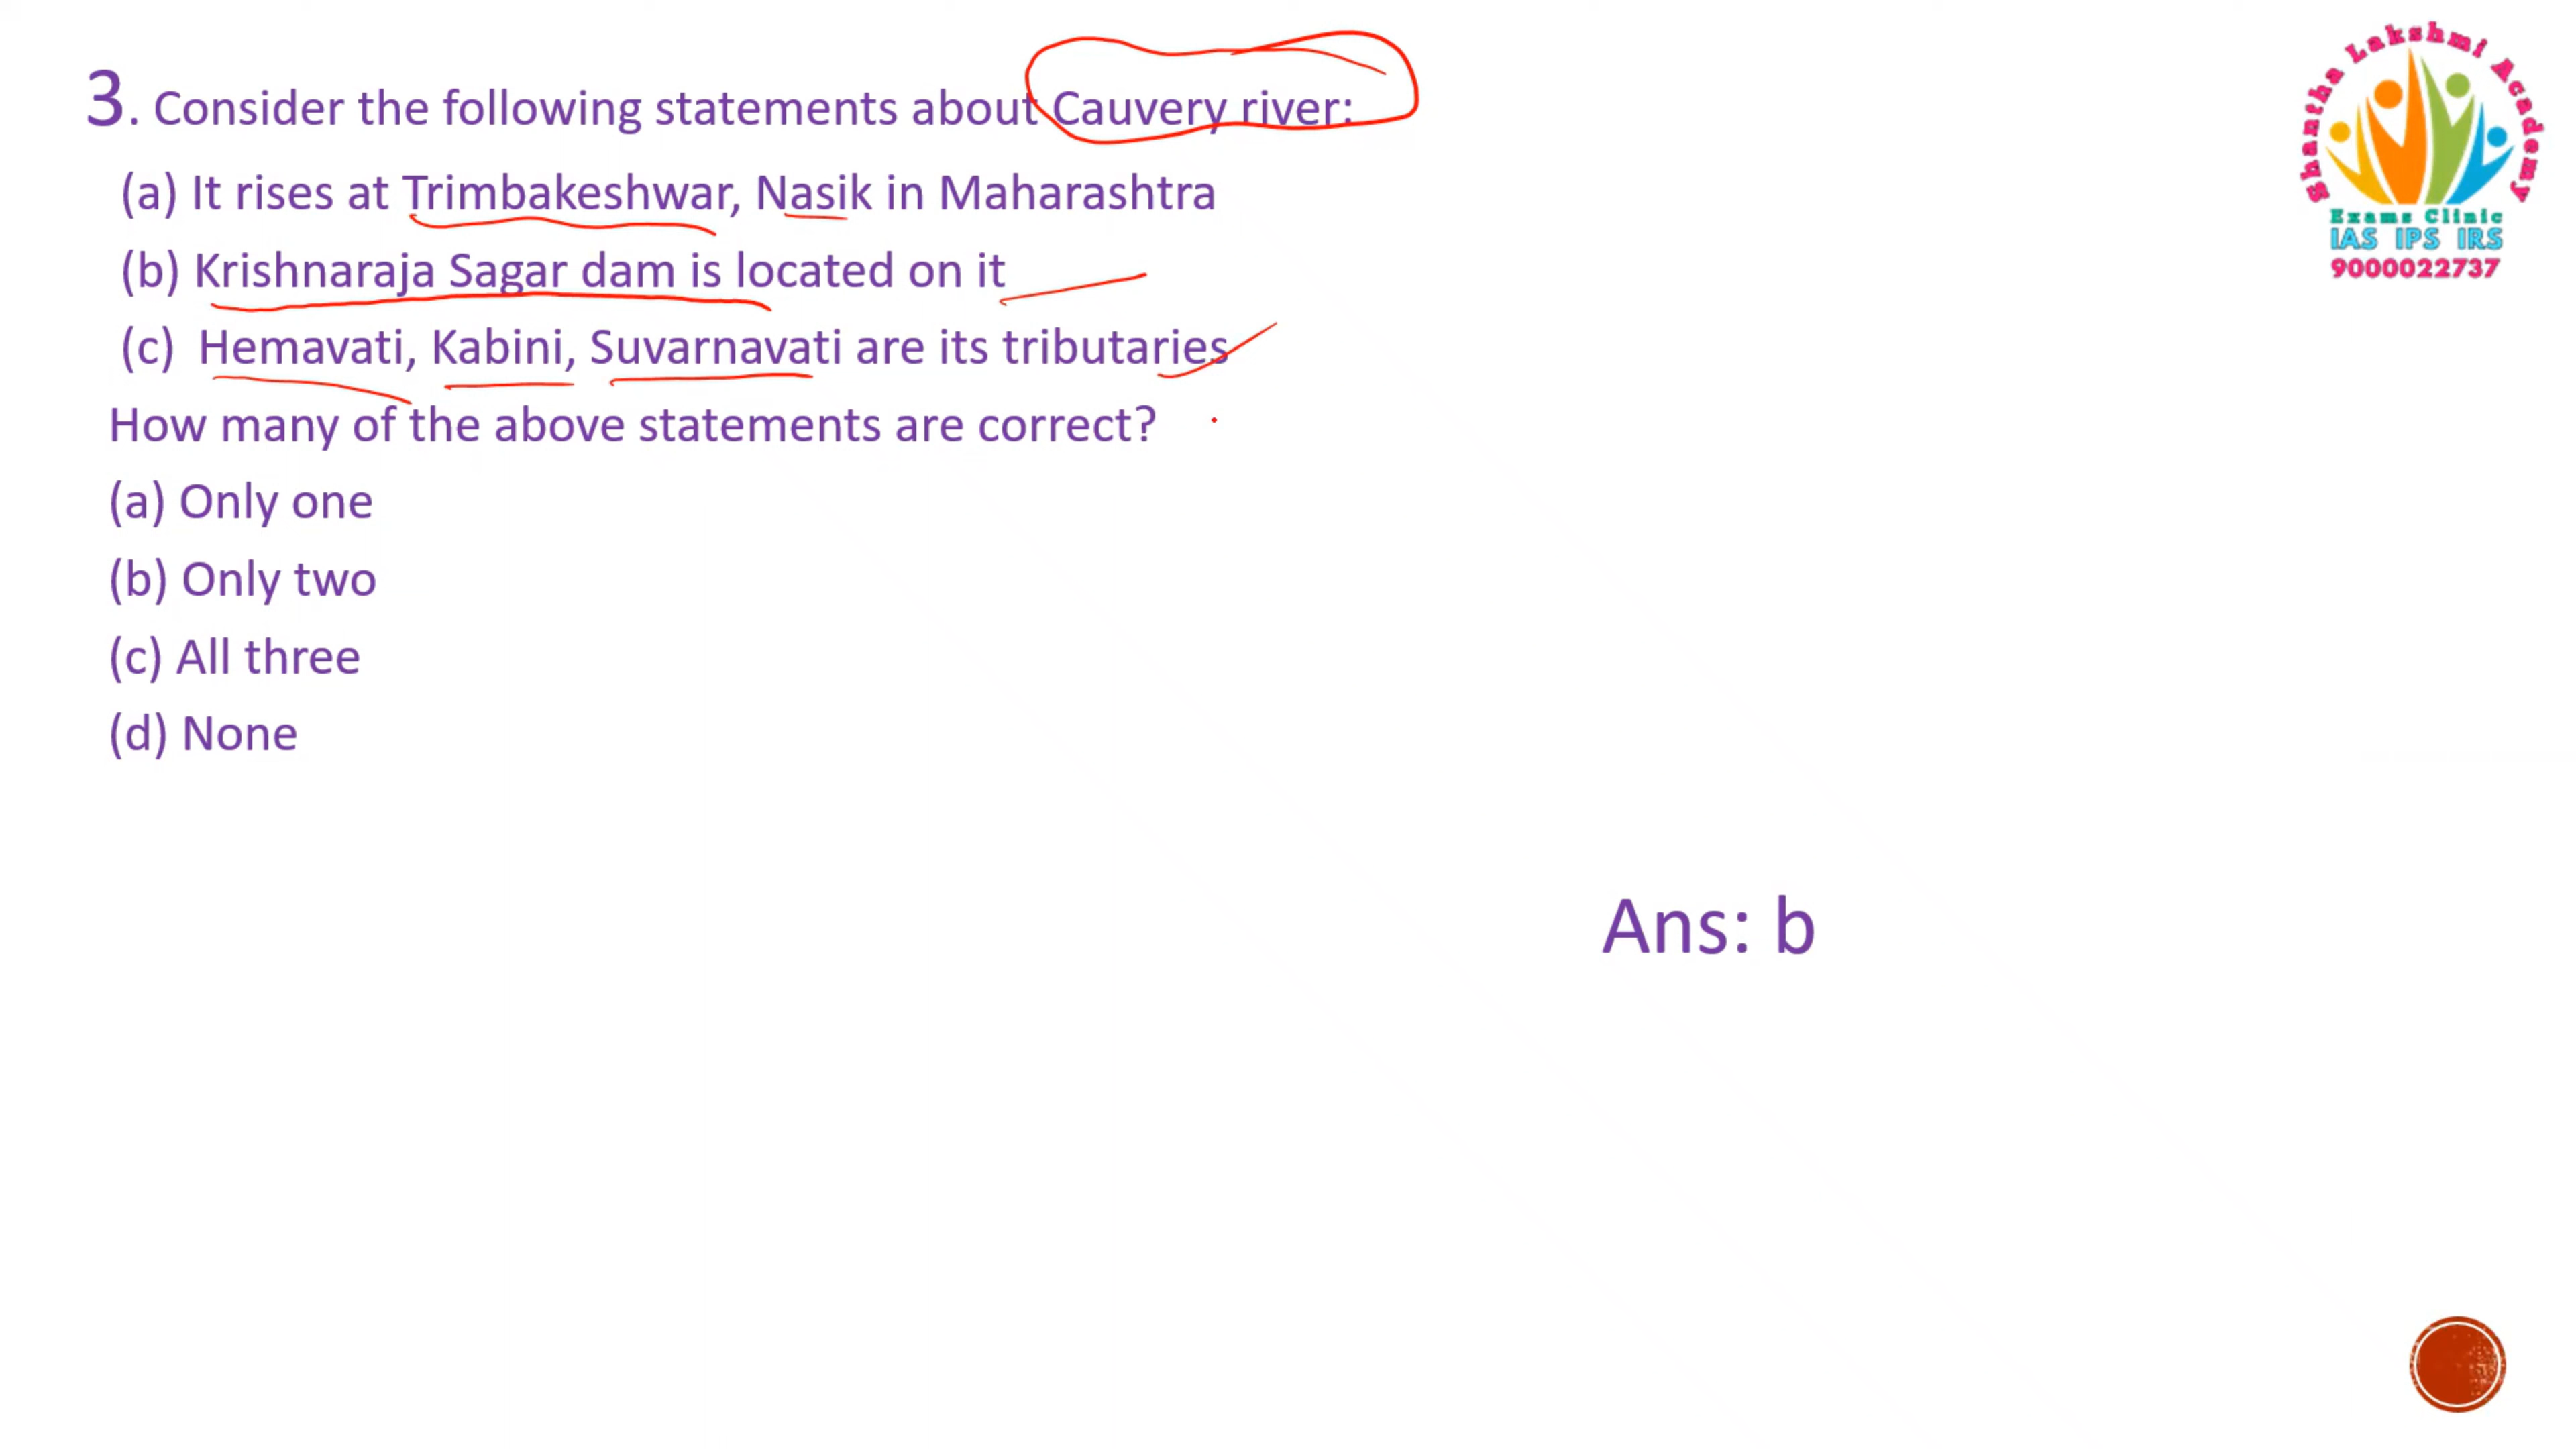 3. Consider the following statements about Cauvery river:
(a) It rises at Trimbakeshwar, Nasik in Maharashtra
(b) Krishnaraja Sagar dam is located on it
(c) Hemavati, Kabini, Suvarnavati are its tributaries
How many of the above statements are correct?
(a) Only one
(b) Only two
(c) All three
(d) None
Ans: b
Shantha Lakshmi Academy
Exams Clinic
IAS IPS IRS
9000022737